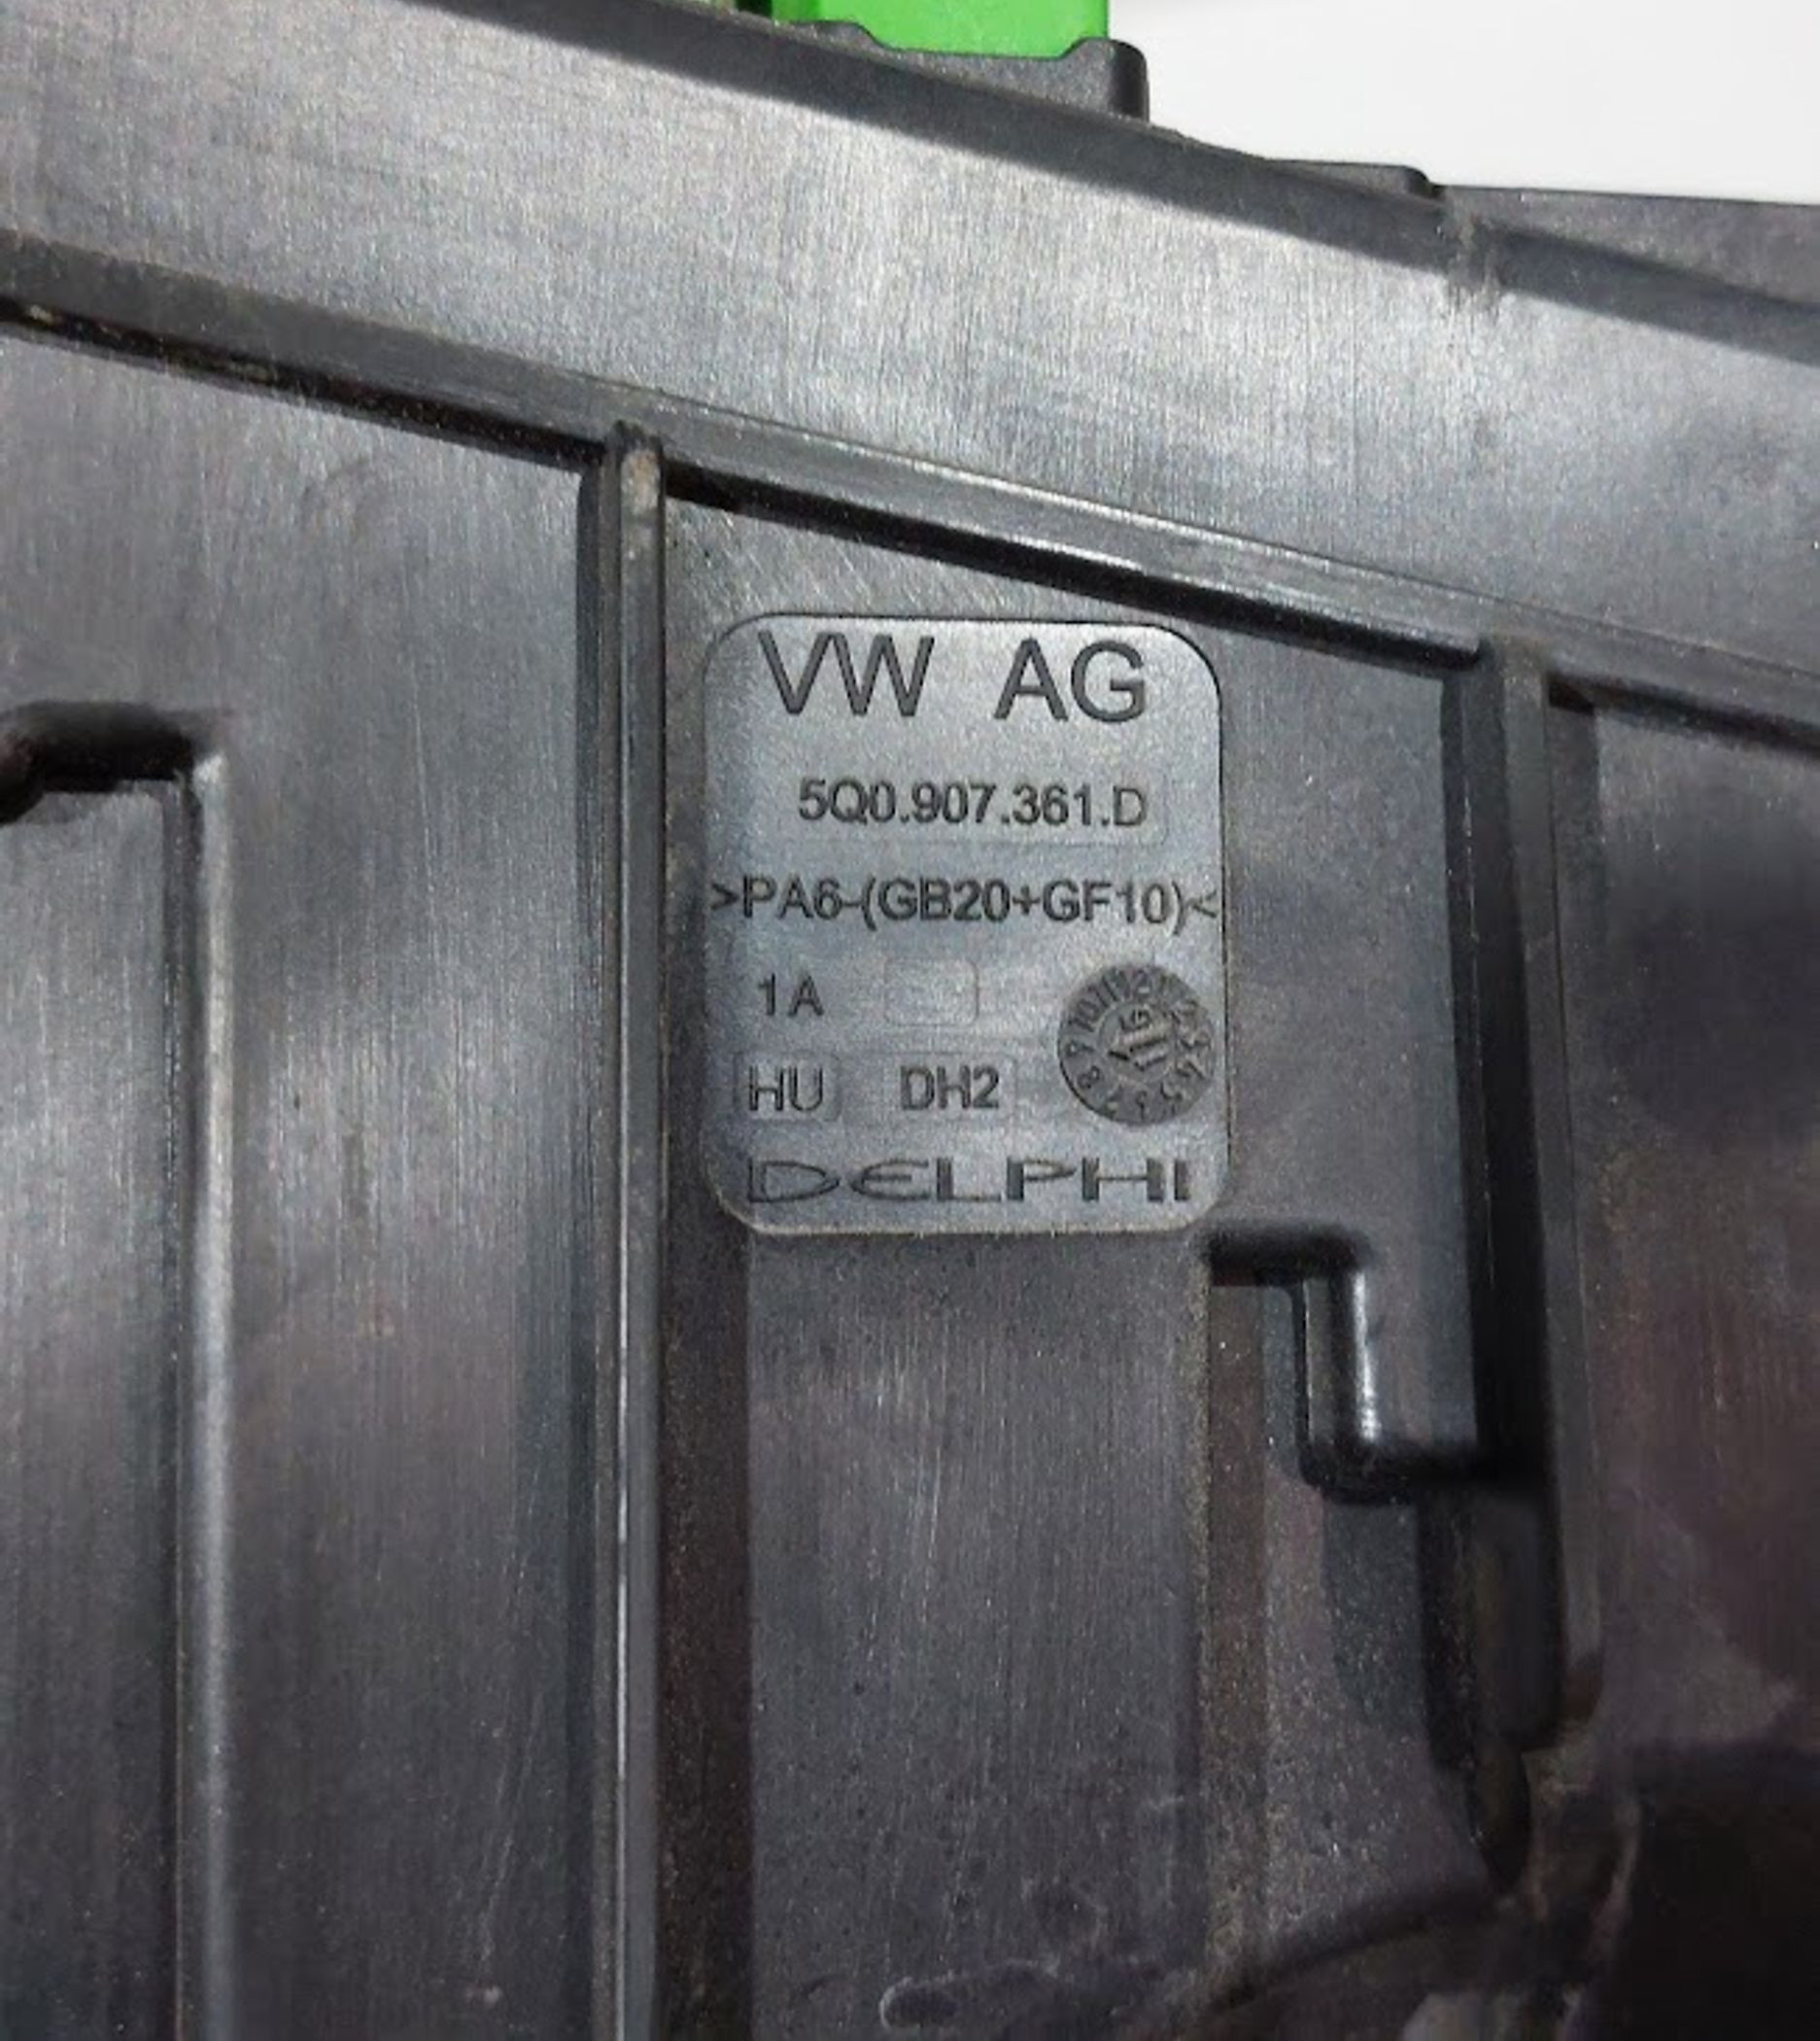 VW AG
5Q0.907.361.D
>PA6-(GB20+GF10)<
1A
HU DH2
DELPHI